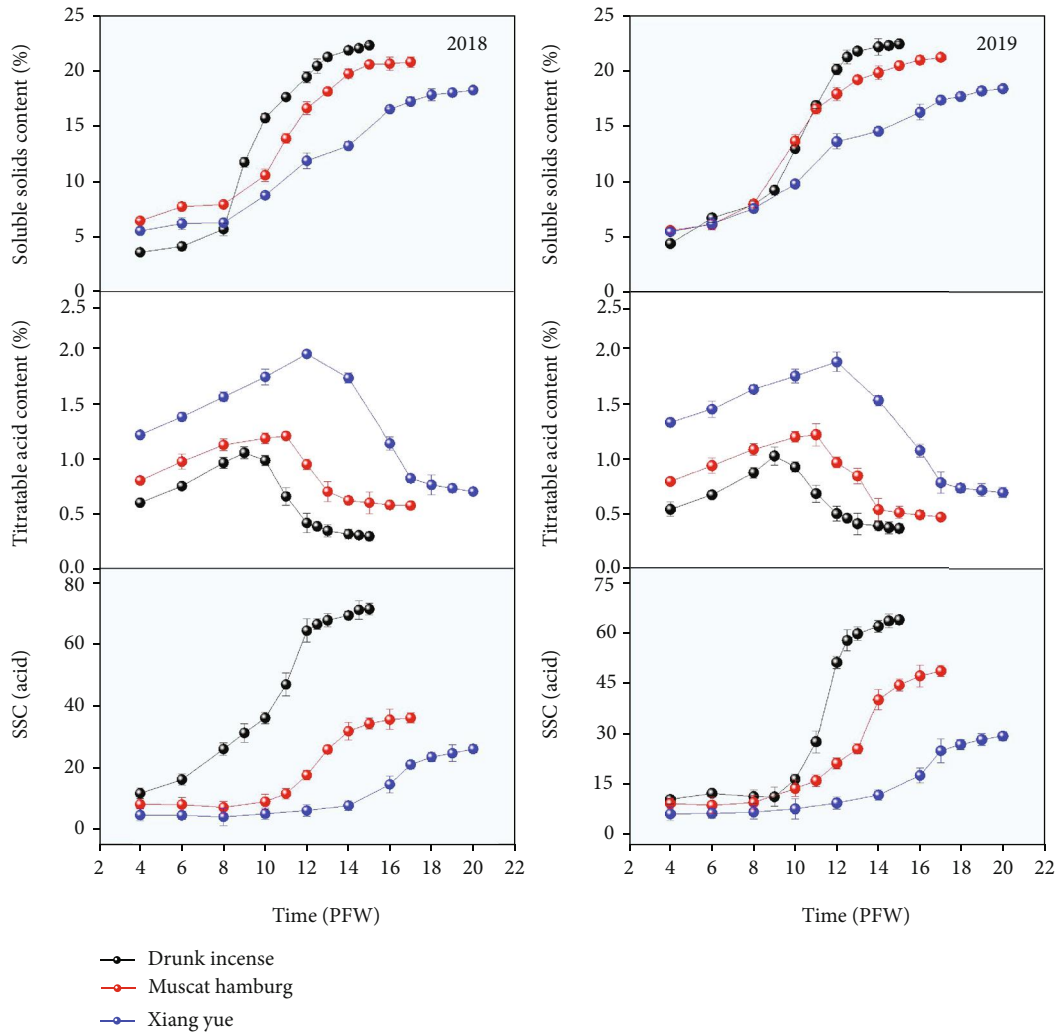 2018
Soluble solids content (%)
25
20
15
10
5
0
Titratable acid content (%)
2.5
2.0
1.5
1.0
0.5
0.0
SSC (acid)
80
60
40
20
0
2 4 6 8 10 12 14 16 18 20 22
Time (PFW)
2019
Soluble solids content (%)
25
20
15
10
5
0
Titratable acid content (%)
2.5
2.0
1.5
1.0
0.5
0.0
SSC (acid)
75
60
45
30
15
0
2 4 6 8 10 12 14 16 18 20 22
Time (PFW)
Drunk incense
Muscat hamburg
Xiang yue